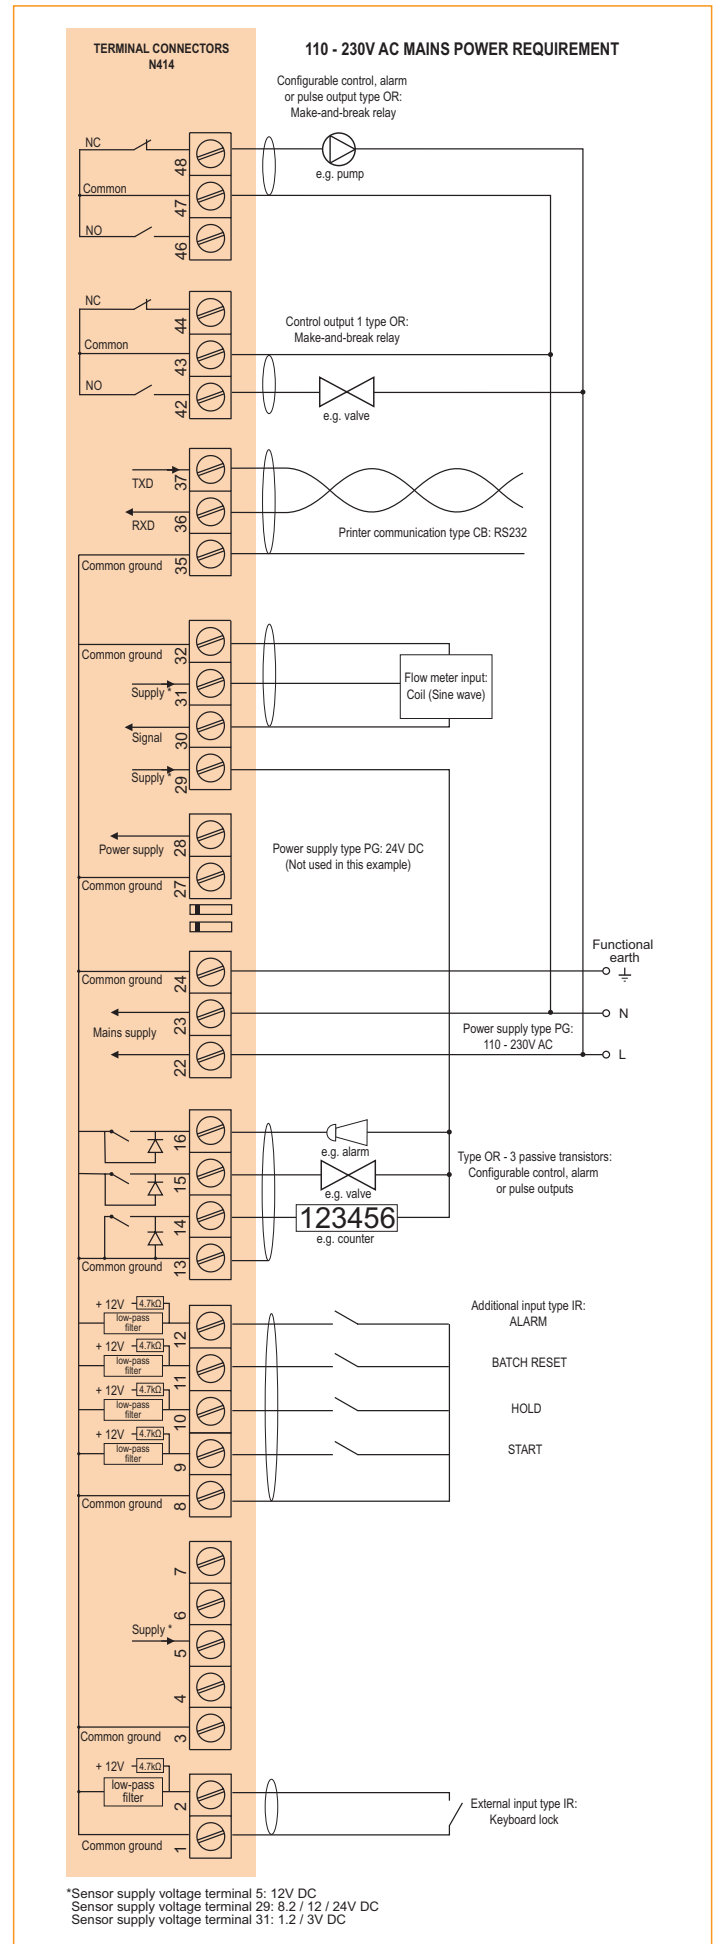 TERMINAL CONNECTORS
N414
110 - 230V AC MAINS POWER REQUIREMENT
Configurable control, alarm
or pulse output type OR:
Make-and-break relay
NC
48
e.g. pump
Common
47
NO
46
NC
44
Control output 1 type OR:
Make-and-break relay
Common
43
NO
42
e.g. valve
37
TXD
36
RXD
Printer communication type CB: RS232
35
Common ground
32
Common ground
Flow meter input:
Coil (Sine wave)
31
Supply *
30
Signal
29
Supply *
28
Power supply
Power supply type PG: 24V DC
(Not used in this example)
27
Common ground
Functional
earth
24
Common ground
23
N
Mains supply
Power supply type PG:
110 - 230V AC
22
L
16
e.g. alarm
Type OR - 3 passive transistors:
Configurable control, alarm
or pulse outputs
15
e.g. valve
14
123456
e.g. counter
13
Common ground
+ 12V
4.7kΩ
low-pass
filter
12
Additional input type IR:
ALARM
+ 12V
4.7kΩ
low-pass
filter
11
BATCH RESET
+ 12V
4.7kΩ
low-pass
filter
10
HOLD
+ 12V
4.7kΩ
low-pass
filter
9
START
8
Common ground
7
6
Supply *
5
4
3
Common ground
+ 12V
4.7kΩ
low-pass
filter
2
External input type IR:
Keyboard lock
1
Common ground
*Sensor supply voltage terminal 5: 12V DC
Sensor supply voltage terminal 29: 8.2 / 12 / 24V DC
Sensor supply voltage terminal 31: 1.2 / 3V DC